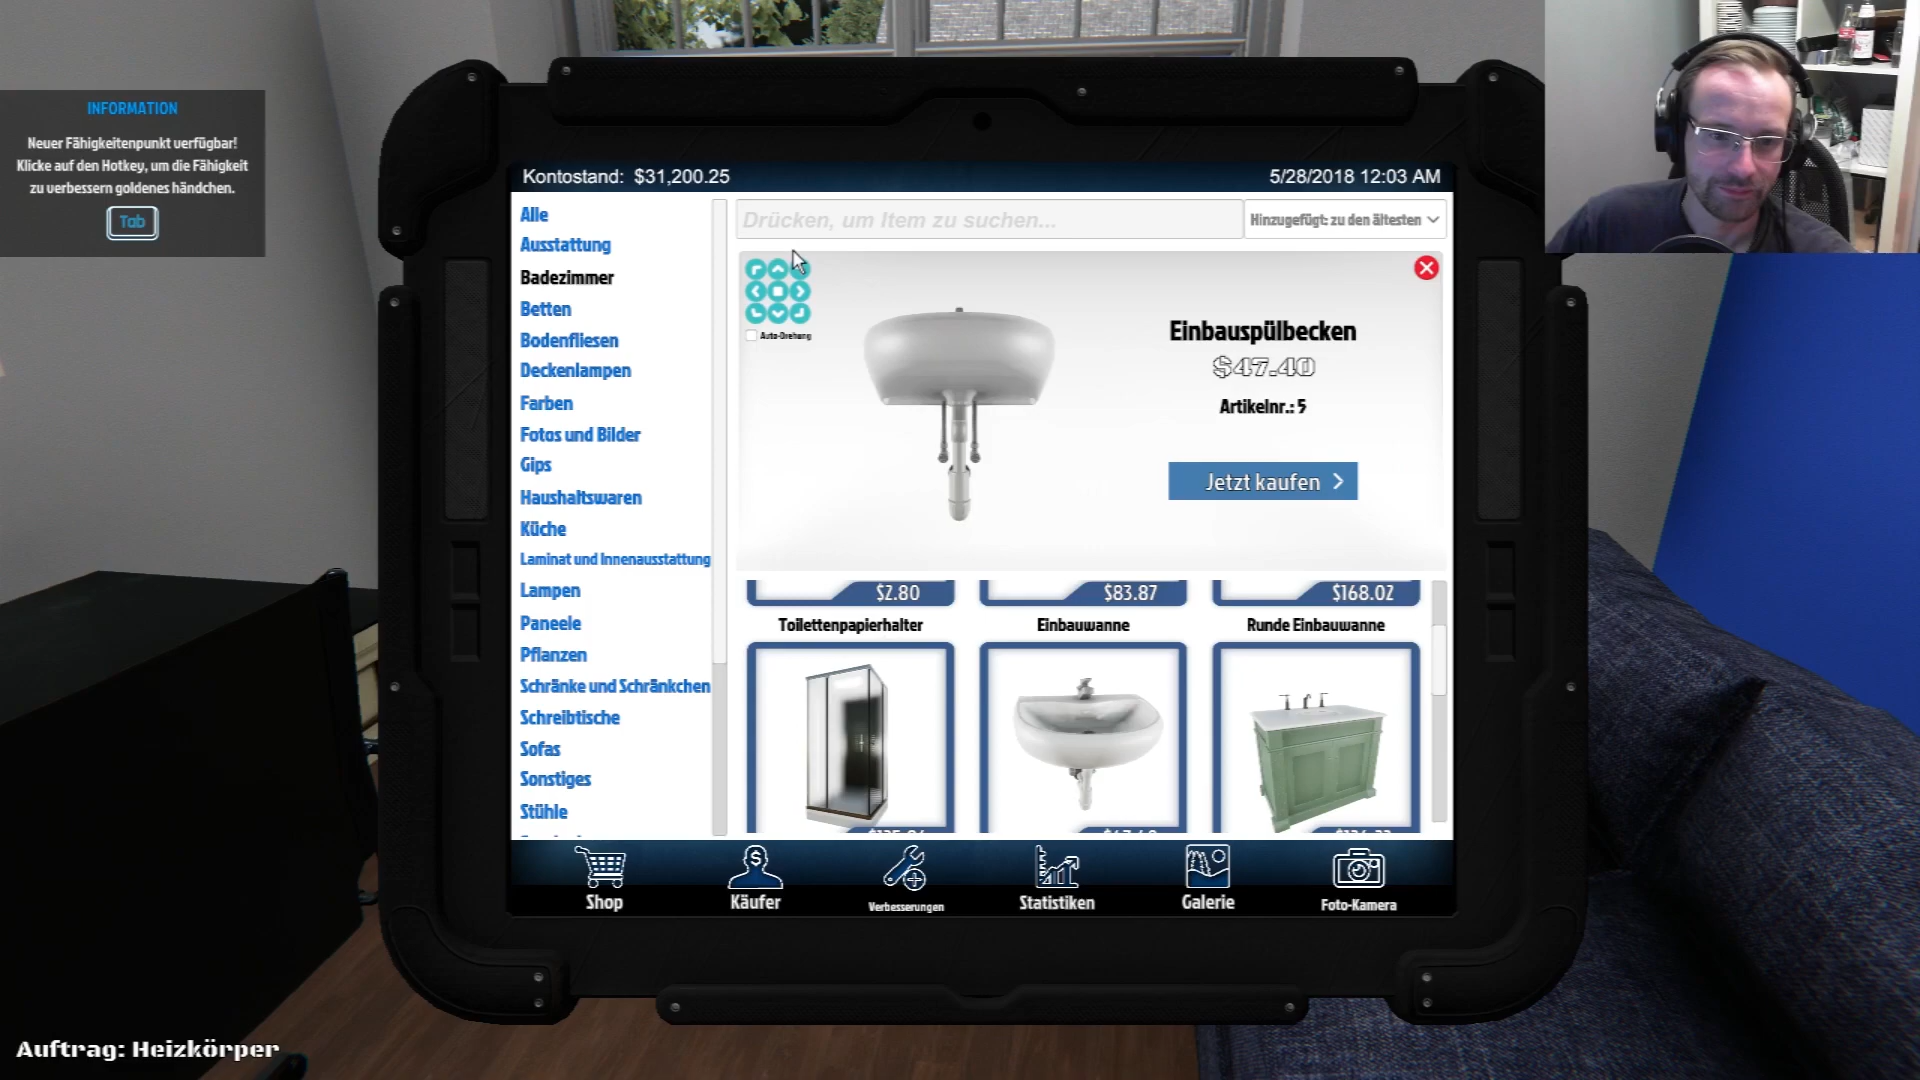 INFORMATION
Neuer Fähigkeitenpunkt verfügbar!
Klicke auf den Hotkey, um die Fähigkeit
zu verbessern goldenes händchen.
Tab
Kontostand: $31,200.25
5/28/2018 12:03 AM
Alle
Ausstattung
Badezimmer
Betten
Bodenfliesen
Deckenlampen
Farben
Fotos und Bilder
Gips
Haushaltswaren
Küche
Laminat und Innenausstattung
Lampen
Paneele
Pflanzen
Schränke und Schränkchen
Schreibtische
Sofas
Sonstiges
Stühle
Drücken, um Item zu suchen...
Hinzugefügt: zu den ältesten
Auto-Drehung
Einbauspülbecken
$47.40
Artikelnr.: 5
Jetzt kaufen
$2.80
$83.87
$168.02
Toilettenpapierhalter
Einbauwanne
Runde Einbauwanne
Shop
Käufer
Verbesserungen
Statistiken
Galerie
Foto-Kamera
Auftrag: Heizkörper